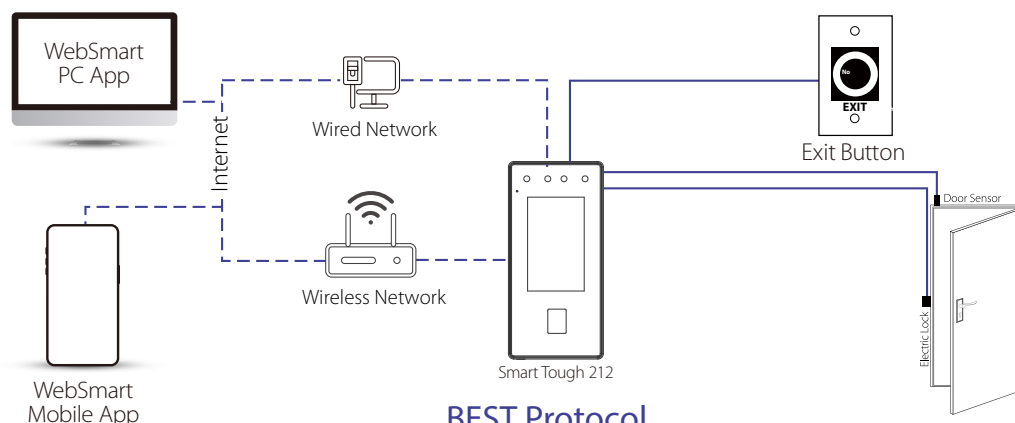 WebSmart
PC App
Internet
Wired Network
Wireless Network
WebSmart
Mobile App
Smart Tough 212
No
EXIT
Exit Button
Door Sensor
Electric Lock
BEST Protocol